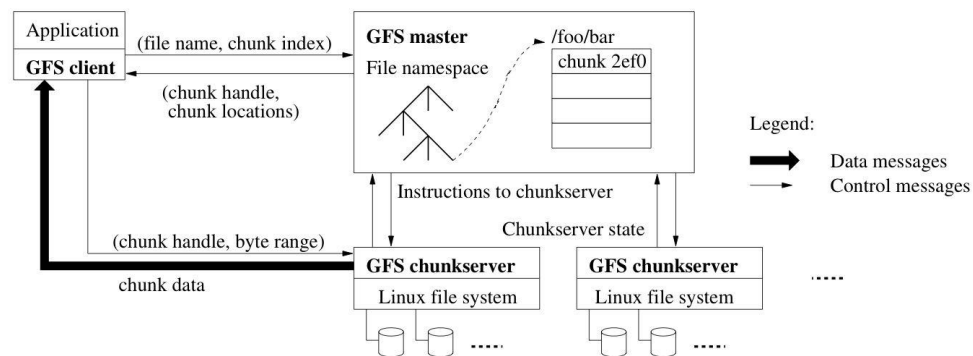 Application
GFS client
(file name, chunk index)
(chunk handle,
chunk locations)
GFS master
File namespace
/foo/bar
chunk 2ef0
Legend:
Data messages
Control messages
Instructions to chunkserver
Chunkserver state
(chunk handle, byte range)
chunk data
GFS chunkserver
Linux file system
GFS chunkserver
Linux file system